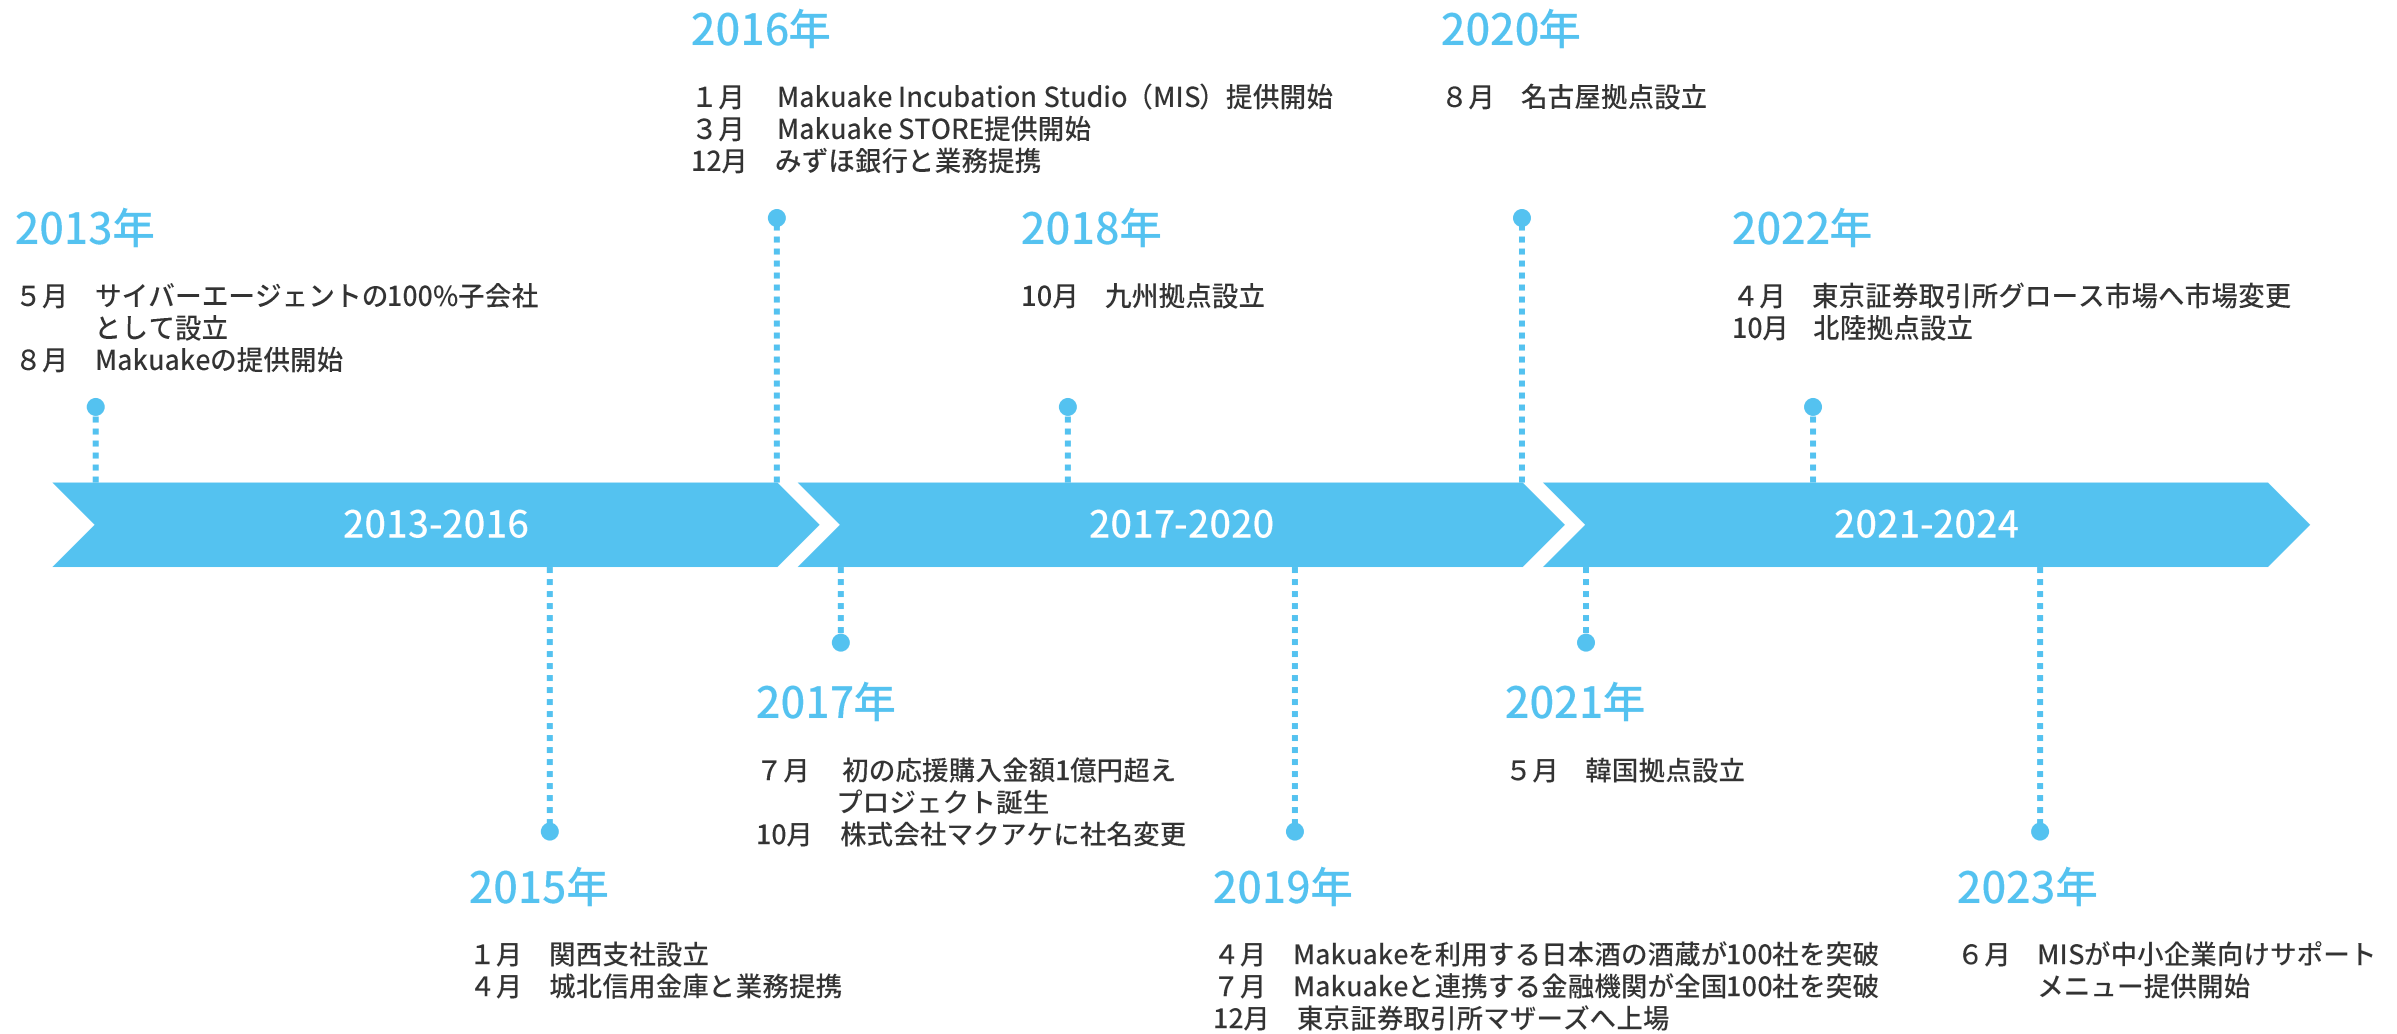 2016年
１月　Makuake Incubation Studio（MIS）提供開始
３月　Makuake STORE提供開始
12月　みずほ銀行と業務提携
2020年
８月　名古屋拠点設立
2013年
５月　サイバーエージェントの100%子会社
として設立
８月　Makuakeの提供開始
2018年
10月　九州拠点設立
2022年
４月　東京証券取引所グロース市場へ市場変更
10月　北陸拠点設立
2013-2016
2017-2020
2021-2024
2017年
７月　初の応援購入金額1億円超え
プロジェクト誕生
10月　株式会社マクアケに社名変更
2021年
５月　韓国拠点設立
2015年
１月　関西支社設立
４月　城北信用金庫と業務提携
2019年
４月　Makuakeを利用する日本酒の酒蔵が100社を突破
７月　Makuakeと連携する金融機関が全国100社を突破
12月　東京証券取引所マザーズへ上場
2023年
６月　MISが中小企業向けサポート
メニュー提供開始